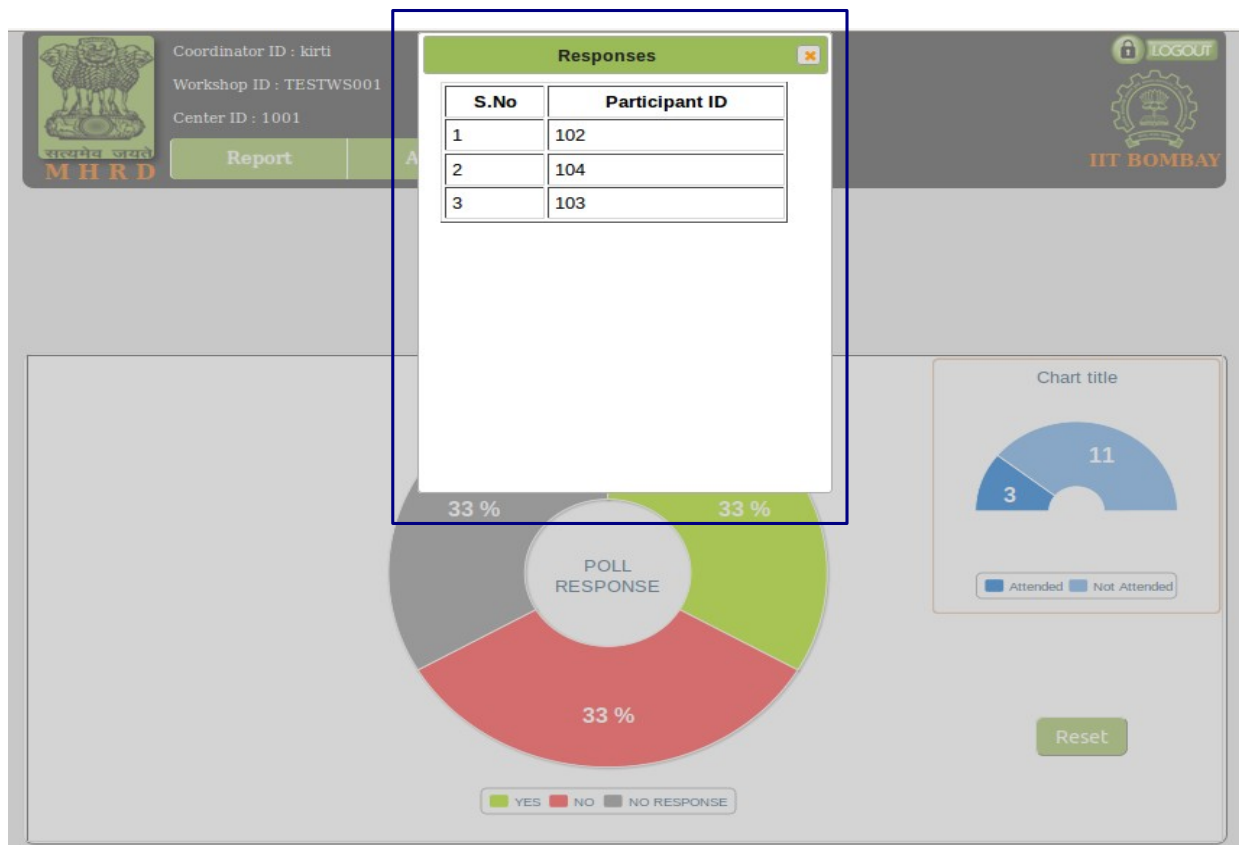 Coordinator ID : kirti
Workshop ID : TESTWS001
Center ID : 1001
सत्यमेव जयते
M H R D
Report
A
LOGOUT
IIT BOMBAY
Responses
S.No Participant ID
1 102
2 104
3 103
Chart title
11
3
Attended Not Attended
33 %
33 %
POLL
RESPONSE
33 %
Reset
YES NO NO RESPONSE